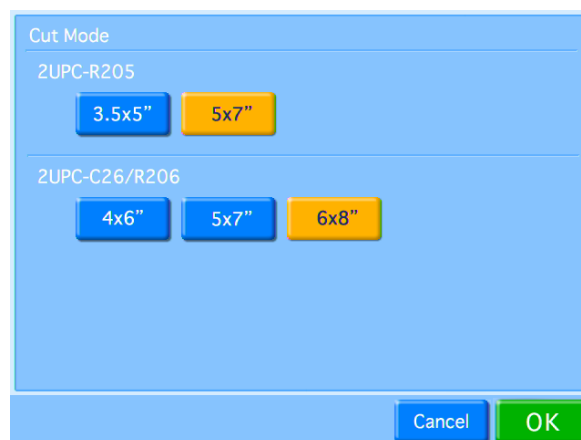 Cut Mode
2UPC-R205
3.5x5”
5x7”
2UPC-C26/R206
4x6”
5x7”
6x8”
Cancel
OK